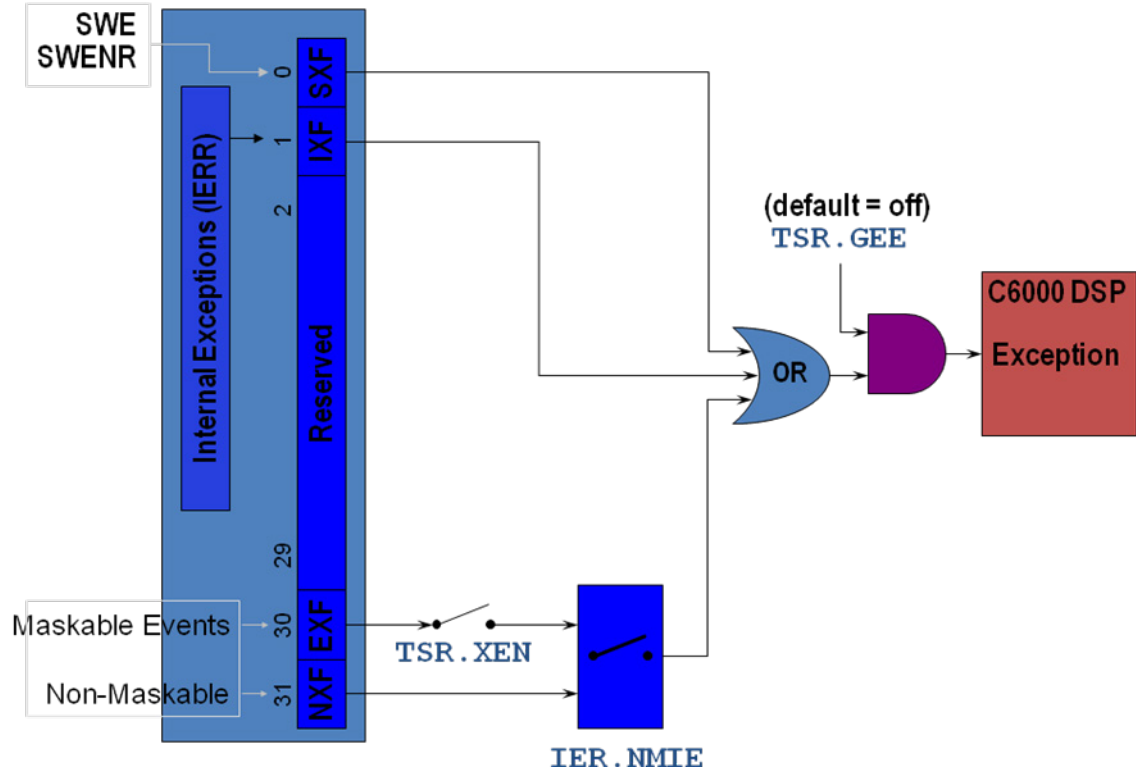 SWE
SWENR
0
SXF
Internal Exceptions (IERR)
1
IXF
2
(default = off)
TSR.GEE
C6000 DSP
Exception
OR
Reserved
29
Maskable Events
30
EXF
TSR.XEN
Non-Maskable
31
NXF
IER.NMIE